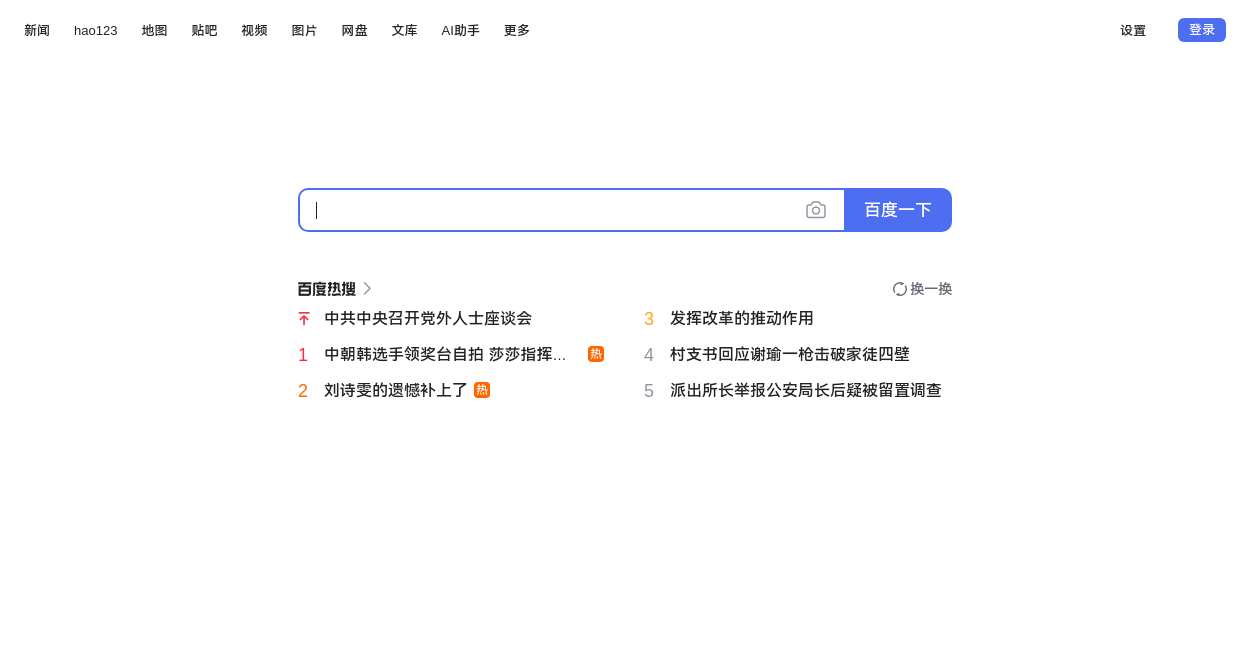 新闻 hao123 地图 贴吧 视频 图片 网盘 文库 AI助手 更多 设置 登录
百度一下
百度热搜 换一换
中共中央召开党外人士座谈会
1 中朝韩选手领奖台自拍 莎莎指挥... 热
2 刘诗雯的遗憾补上了 热
3 发挥改革的推动作用
4 村支书回应谢瑜一枪击破家徒四壁
5 派出所长举报公安局长后疑被留置调查